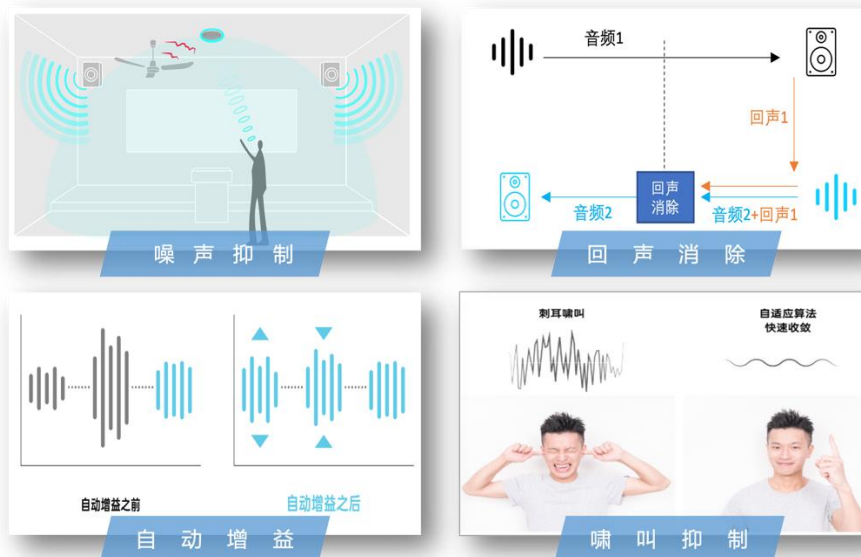 噪声抑制
音频1
回声1
回声
消除
音频2
音频2+回声1
回声消除
自动增益之前
自动增益之后
自动增益
刺耳啸叫
自适应算法
快速收敛
啸叫抑制